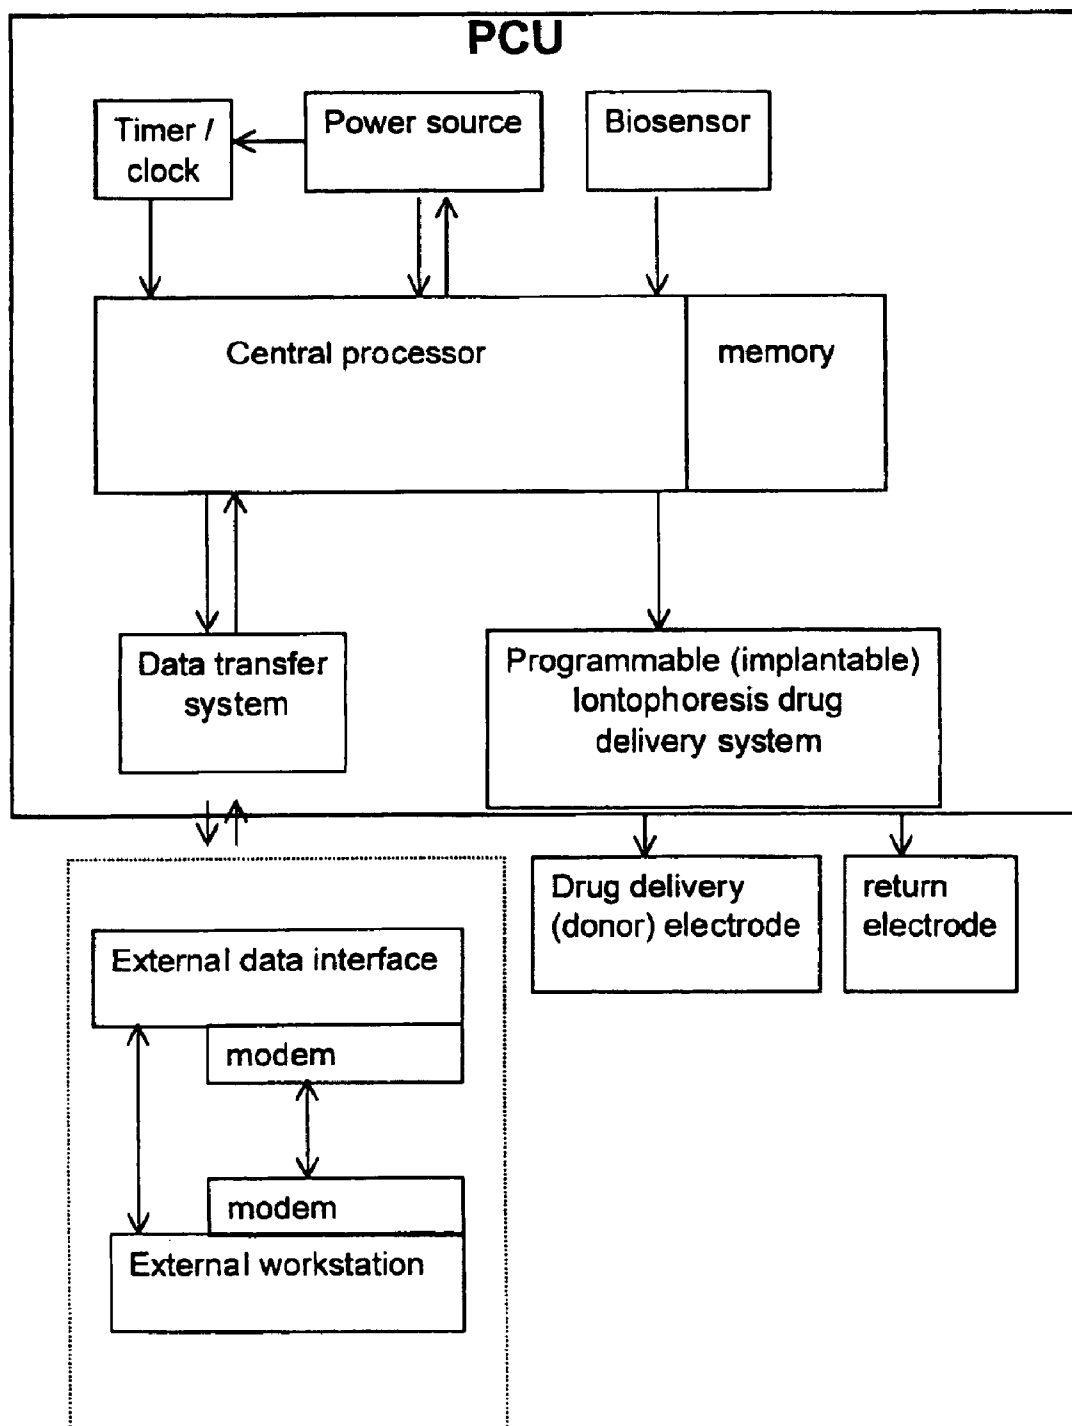 PCU
Timer /
clock
Power source
Biosensor
Central processor
memory
Data transfer
system
Programmable (implantable)
Iontophoresis drug
delivery system
Drug delivery
(donor) electrode
return
electrode
External data interface
modem
modem
External workstation